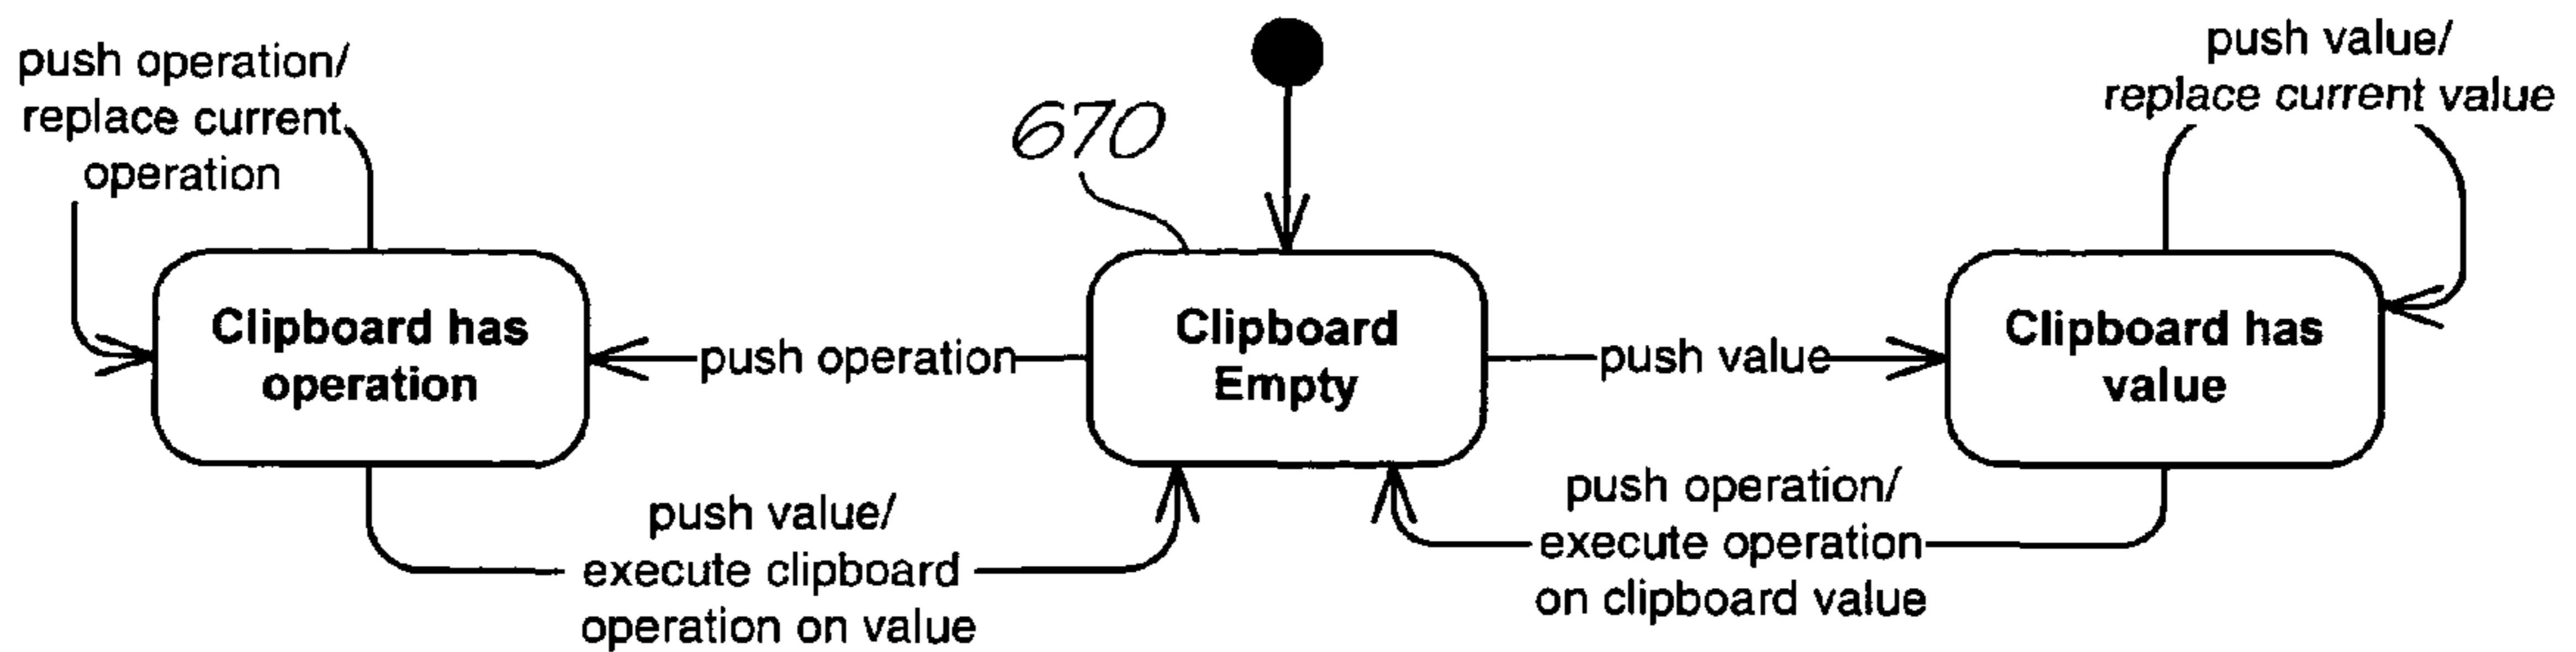 push operation/
replace current
operation
670
push value/
replace current value
Clipboard has
operation
push operation
Clipboard
Empty
push value
Clipboard has
value
push value/
execute clipboard
operation on value
push operation/
execute operation
on clipboard value